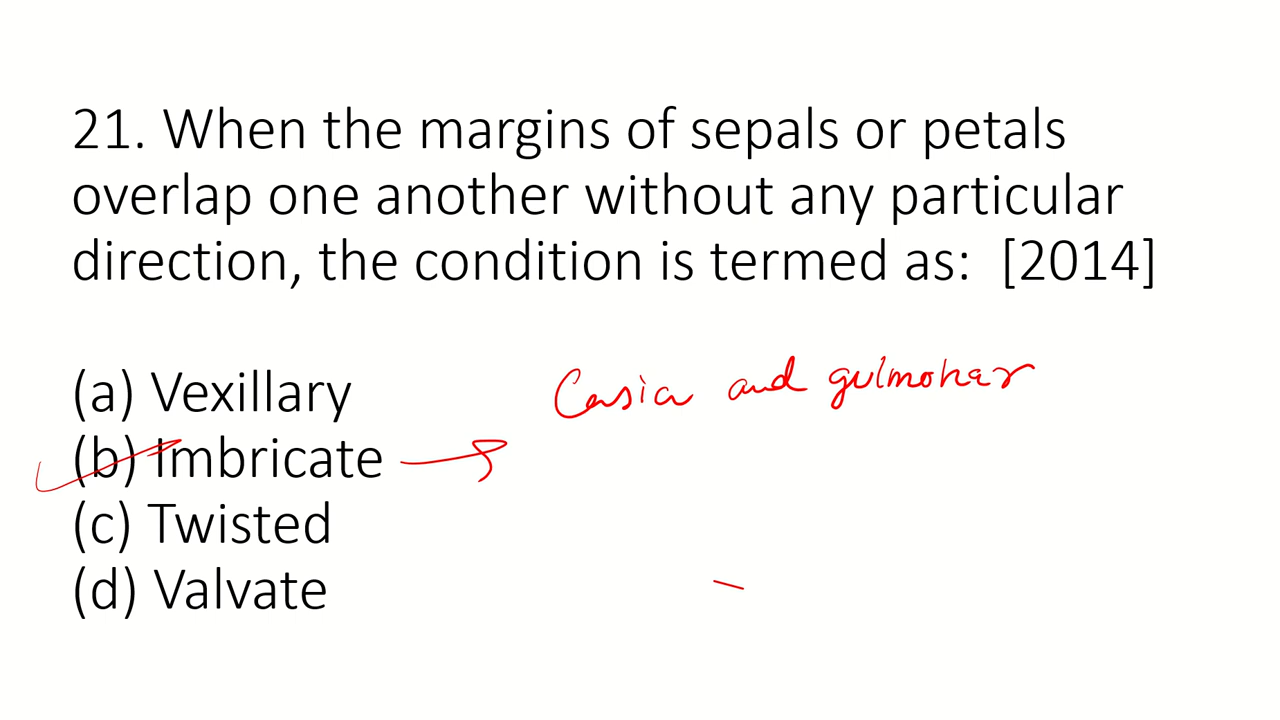 21. When the margins of sepals or petals
overlap one another without any particular
direction, the condition is termed as: [2014]
(a) Vexillary
Casia and gulmohar
(b) Imbricate
(c) Twisted
(d) Valvate